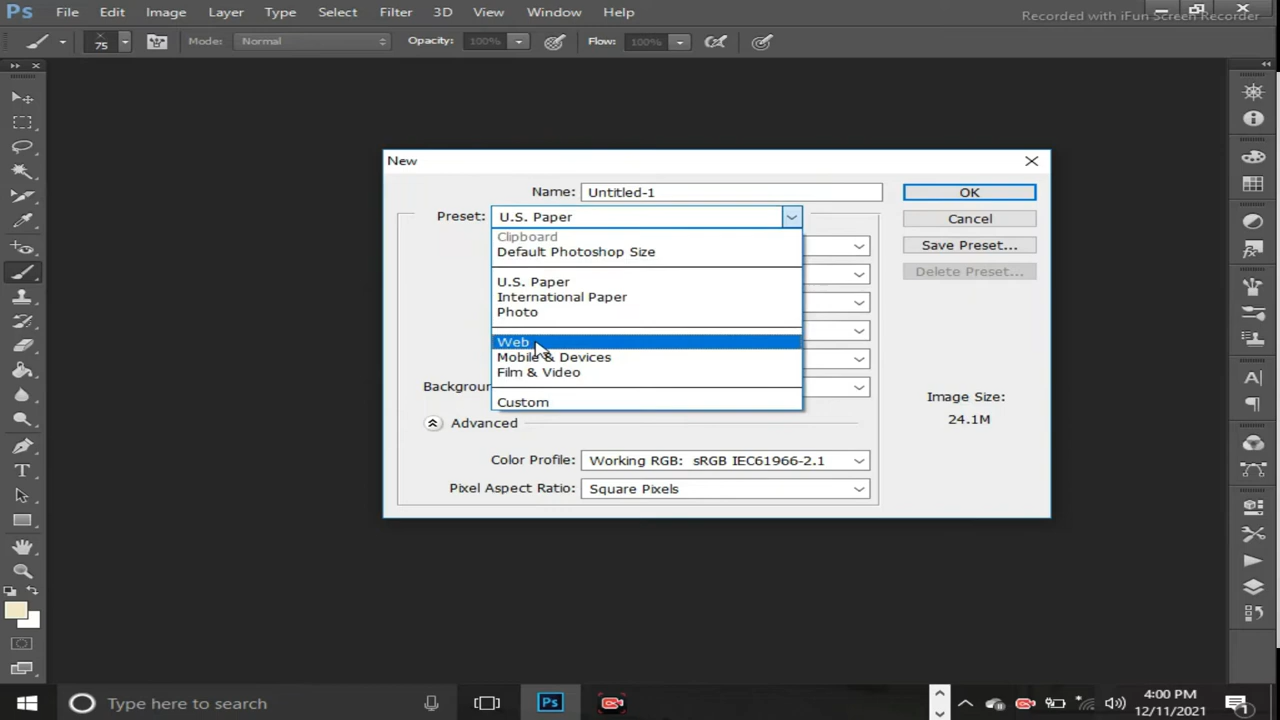 Ps File Edit Image Layer Type Select Filter 3D View Window Help
Recorded with iFun Screen Recorder
75 Mode: Normal Opacity: 100% Flow: 100%
New
Name: Untitled-1 OK
Preset: U.S. Paper Cancel
Clipboard
Default Photoshop Size
Save Preset...
Delete Preset...
U.S. Paper
International Paper
Photo
Web
Mobile & Devices
Film & Video
Backgroun
Custom
Image Size:
24.1M
Advanced
Color Profile: Working RGB: sRGB IEC61966-2.1
Pixel Aspect Ratio: Square Pixels
Type here to search
Ps
4:00 PM
12/11/2021
1